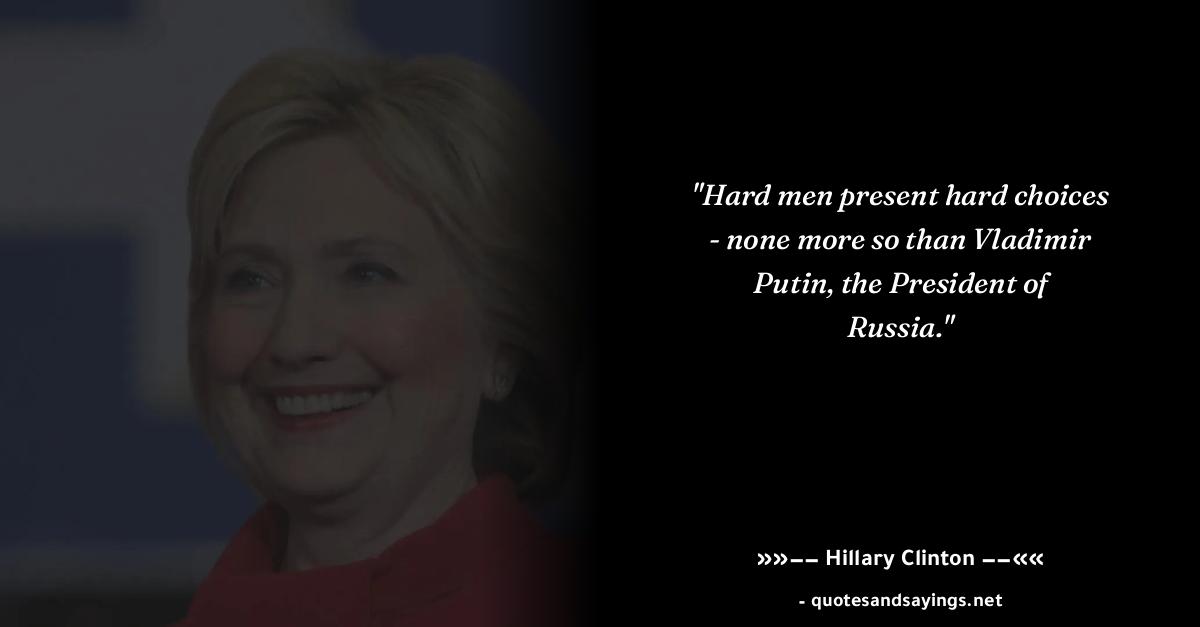 "Hard men present hard choices
- none more so than Vladimir
Putin, the President of
Russia."
»»−− Hillary Clinton −−««
- quotesandsayings.net